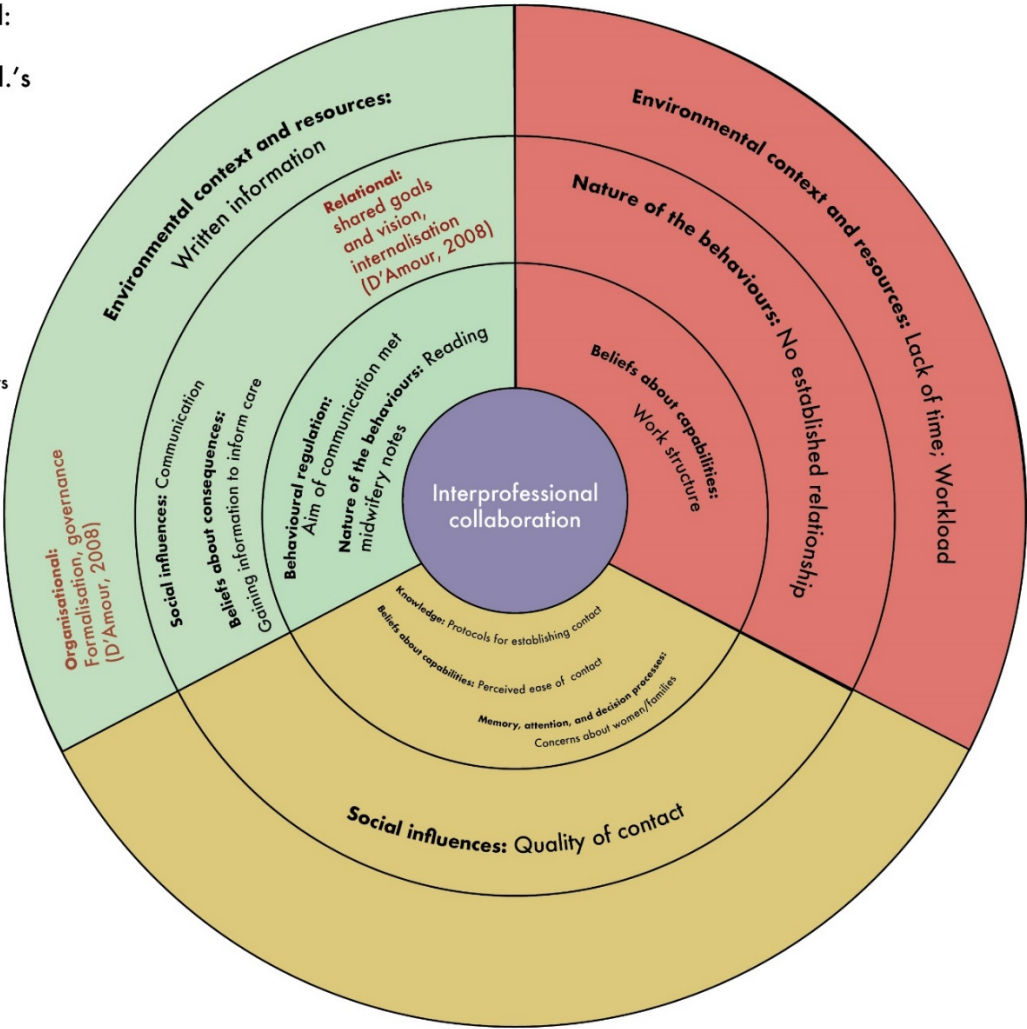 Environmental context and resources:
Written information
Relational:
shared goals
and vision,
internalisation
(D'Amour, 2008)
Organisational:
Formalisation, governance
(D'Amour, 2008)
Social influences: Communication
Beliefs about consequences:
Gaining information to inform care
Behavioural regulation:
Aim of communication met
Nature of the behaviours: Reading
midwifery notes
Environmental context and resources: Lack of time; Workload
Nature of the behaviours: No established relationship
Beliefs about capabilities:
Work structure
Interprofessional
collaboration
Knowledge: Protocols for establishing contact
Beliefs about capabilities: Perceived ease of contact
Memory, attention, and decision processes:
Concerns about women/families
Social influences: Quality of contact